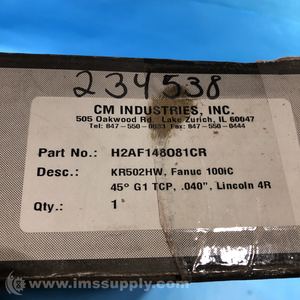 234538
CM INDUSTRIES, INC.
505 Oakwood Rd. Lake Zurich, IL 60047
Tel: 847-550-0033 Fax: 847-550-0444
Part No.: H2AF148O81CR
Desc.: KR502HW, Fanuc 100iC
45° G1 TCP, .040", Lincoln 4R
Qty.: 1
© www.imssupply.com